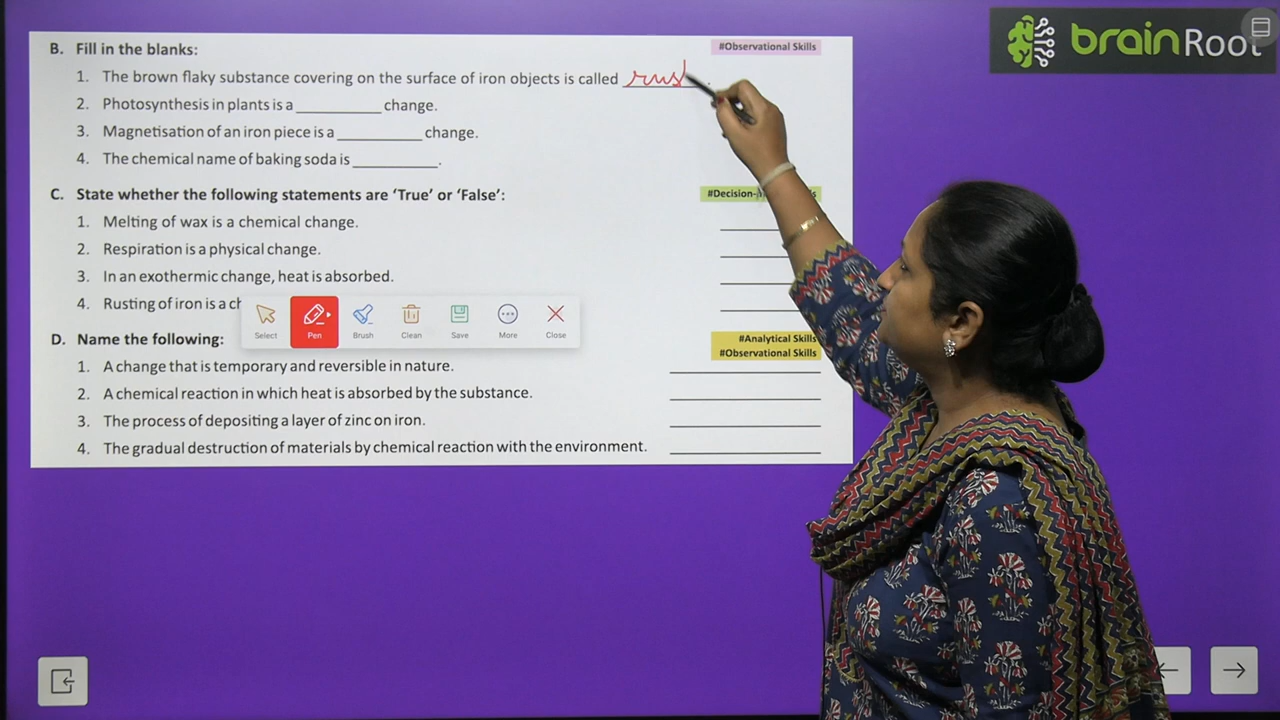 brainRoot
B. Fill in the blanks: #Observational Skills
1. The brown flaky substance covering on the surface of iron objects is called rust.
2. Photosynthesis in plants is a __________ change.
3. Magnetisation of an iron piece is a __________ change.
4. The chemical name of baking soda is __________.
C. State whether the following statements are ‘True’ or ‘False’: #Decision-
1. Melting of wax is a chemical change.
2. Respiration is a physical change.
3. In an exothermic change, heat is absorbed.
4. Rusting of iron is a ch
Select Pen Brush Clean Save More Close
D. Name the following: #Analytical Skills
#Observational Skills
1. A change that is temporary and reversible in nature.
2. A chemical reaction in which heat is absorbed by the substance.
3. The process of depositing a layer of zinc on iron.
4. The gradual destruction of materials by chemical reaction with the environment.